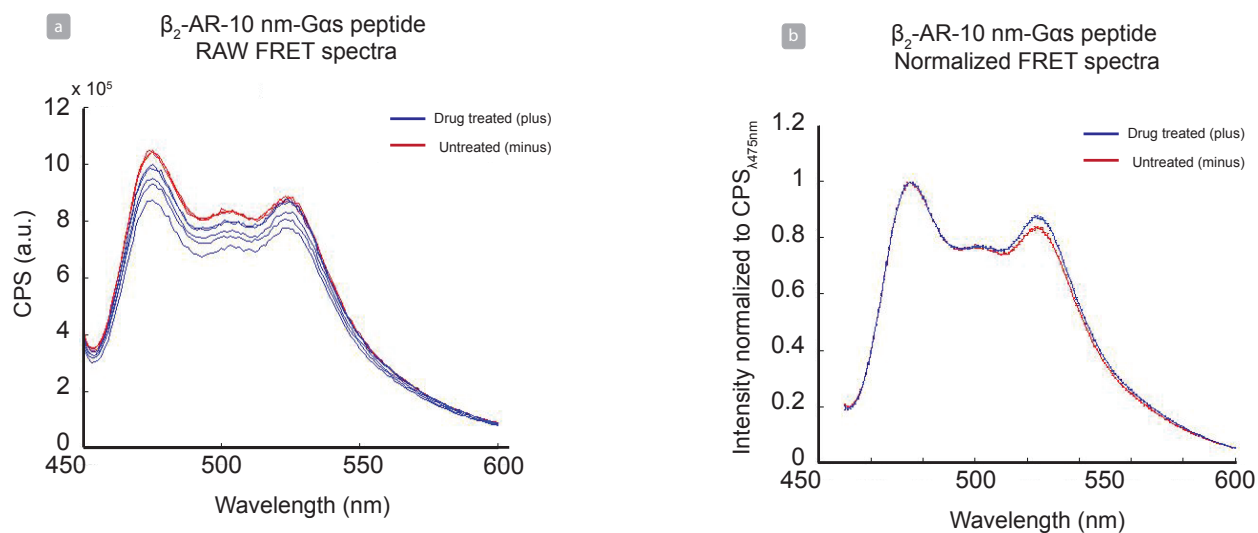 a
β₂-AR-10 nm-Gαs peptide
RAW FRET spectra
x 10⁵
12
10
8
6
4
2
0
CPS (a.u.)
Drug treated (plus)
Untreated (minus)
450
500
550
600
Wavelength (nm)
b
β₂-AR-10 nm-Gαs peptide
Normalized FRET spectra
1.2
1
0.8
0.6
0.4
0.2
0
Intensity normalized to CPSλ475nm
Drug treated (plus)
Untreated (minus)
450
500
550
600
Wavelength (nm)